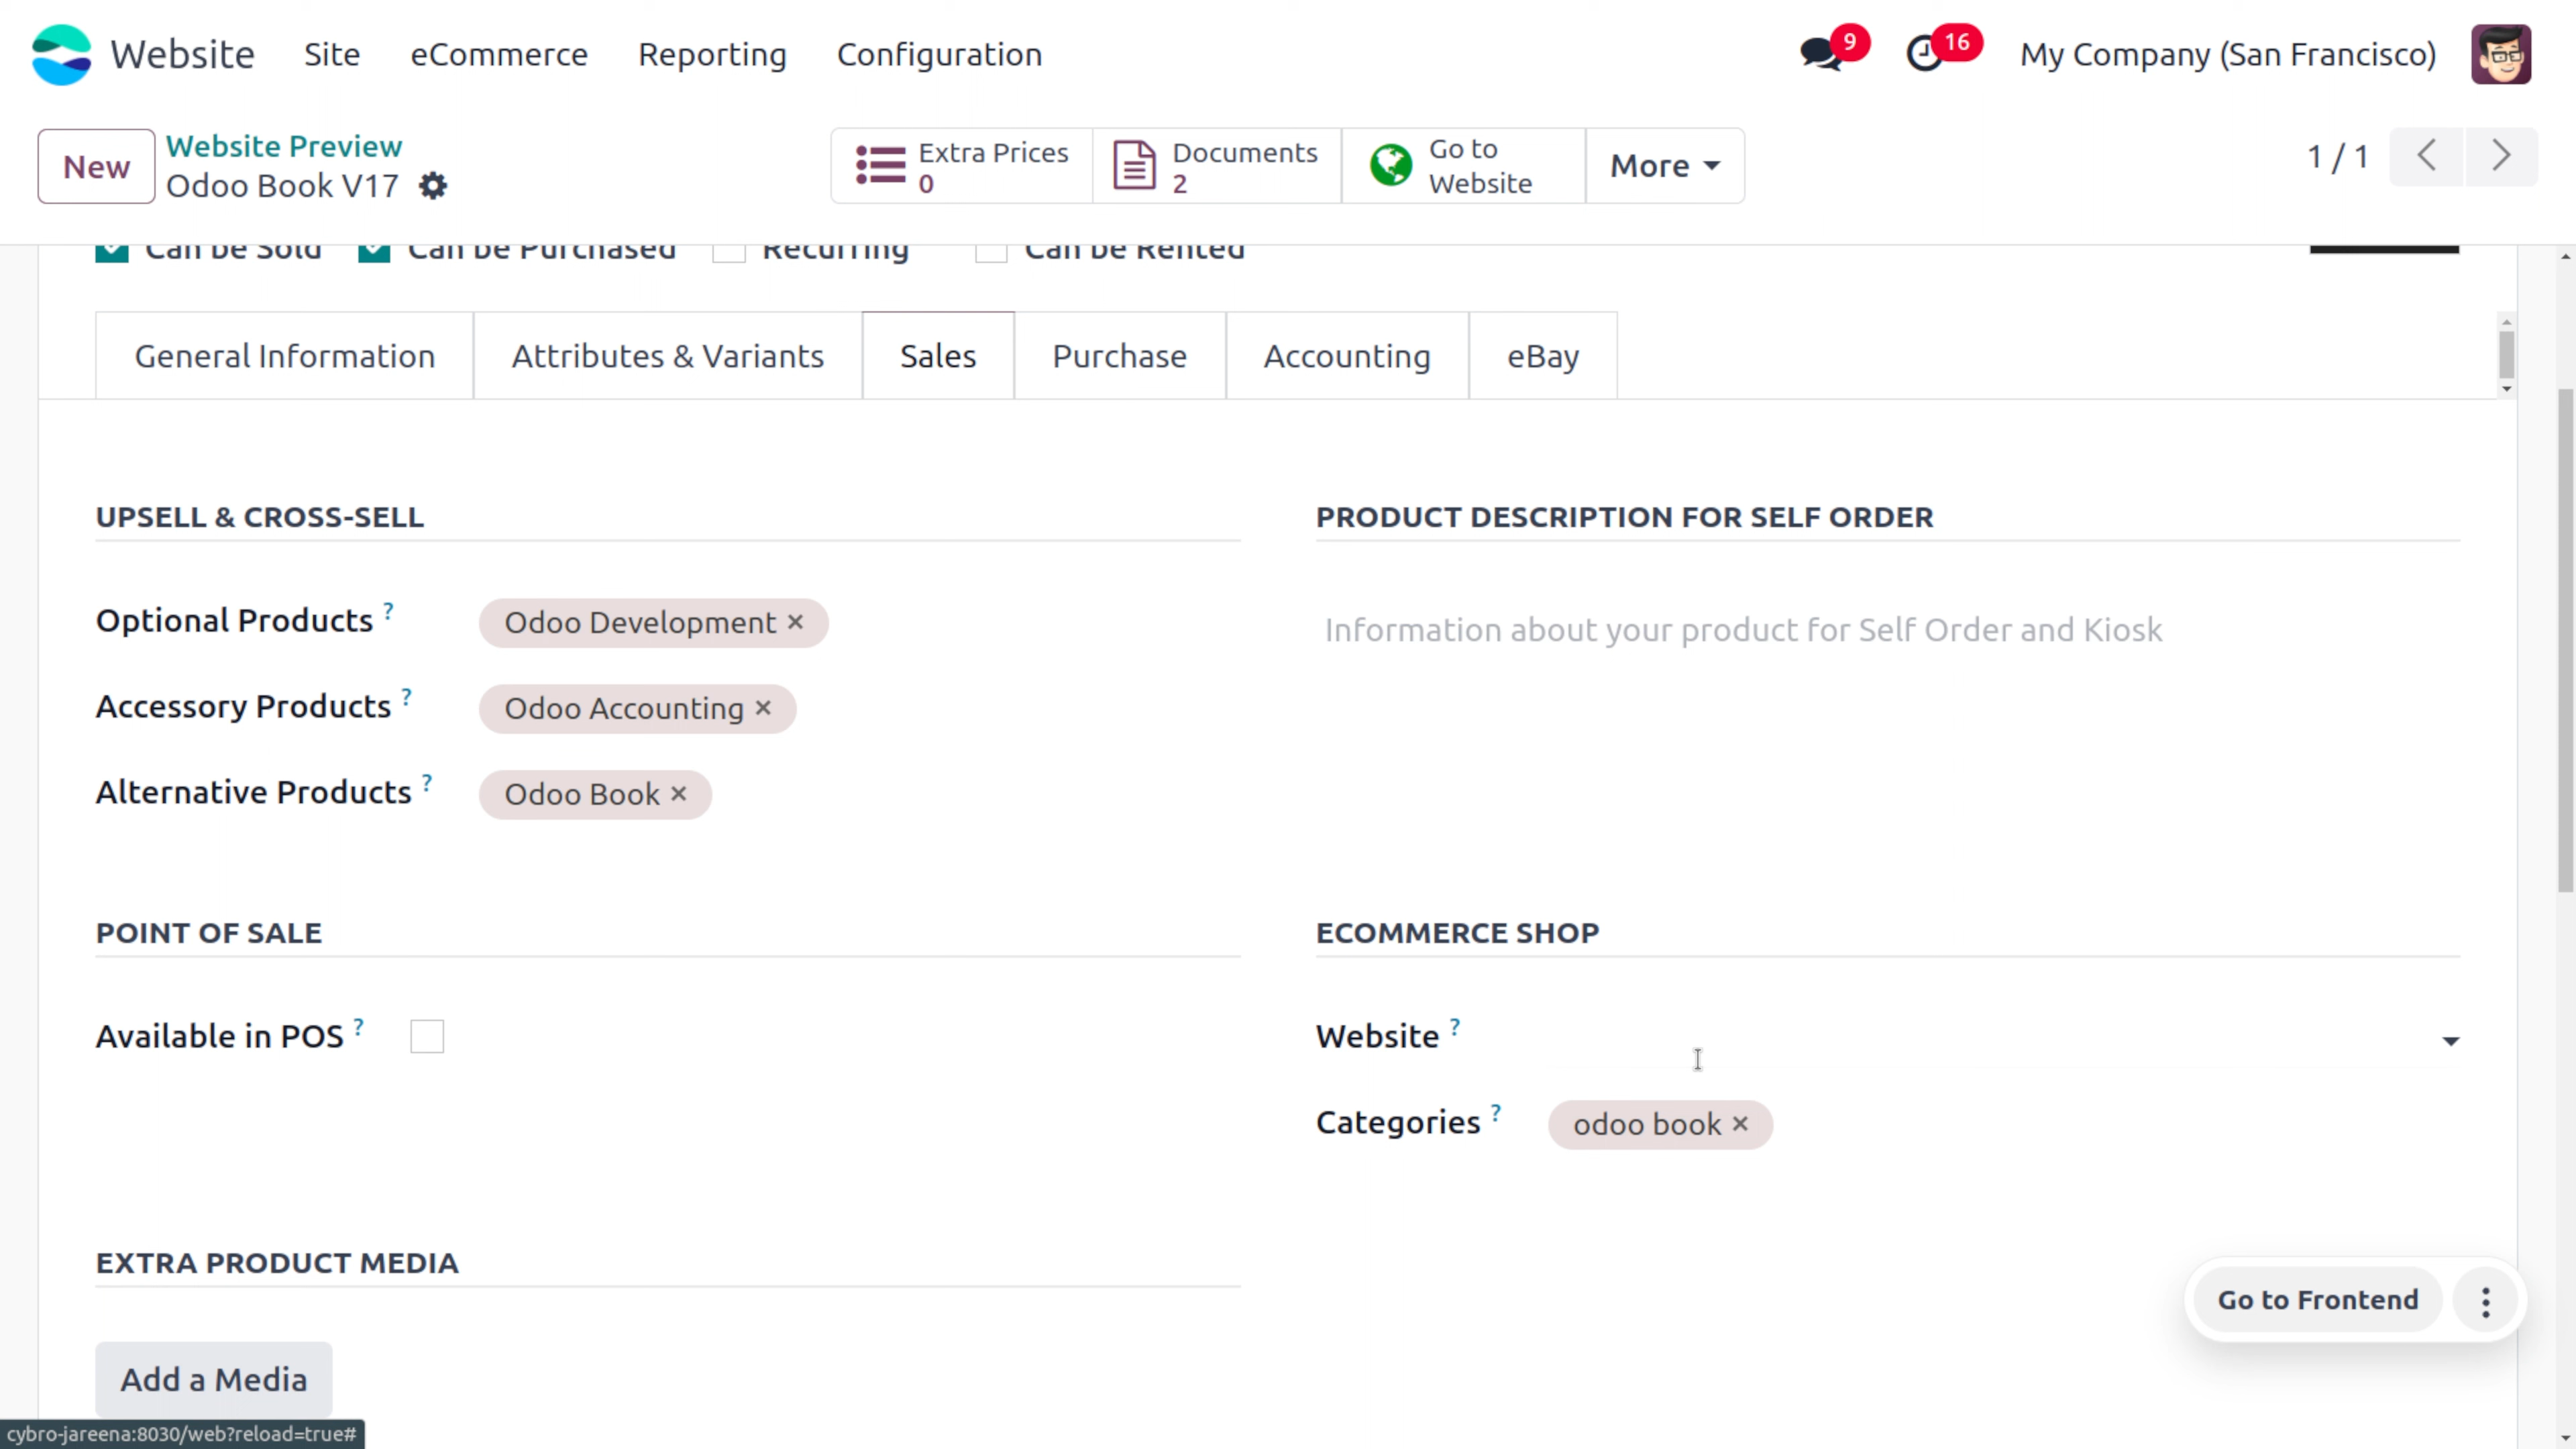 Website Site eCommerce Reporting Configuration 9 16 My Company (San Francisco)
New Website Preview Extra Prices Documents Go to More 1 / 1
Odoo Book V17 0 2 Website
Can be Sold Can be Purchased Recurring Can be Rented
General Information Attributes & Variants Sales Purchase Accounting eBay
UPSELL & CROSS-SELL PRODUCT DESCRIPTION FOR SELF ORDER
Optional Products ? Odoo Development × Information about your product for Self Order and Kiosk
Accessory Products ? Odoo Accounting ×
Alternative Products ? Odoo Book ×
POINT OF SALE ECOMMERCE SHOP
Available in POS ? Website ?
Categories ? odoo book ×
EXTRA PRODUCT MEDIA
Go to Frontend
Add a Media
cybro-jareena:8030/web?reload=true#